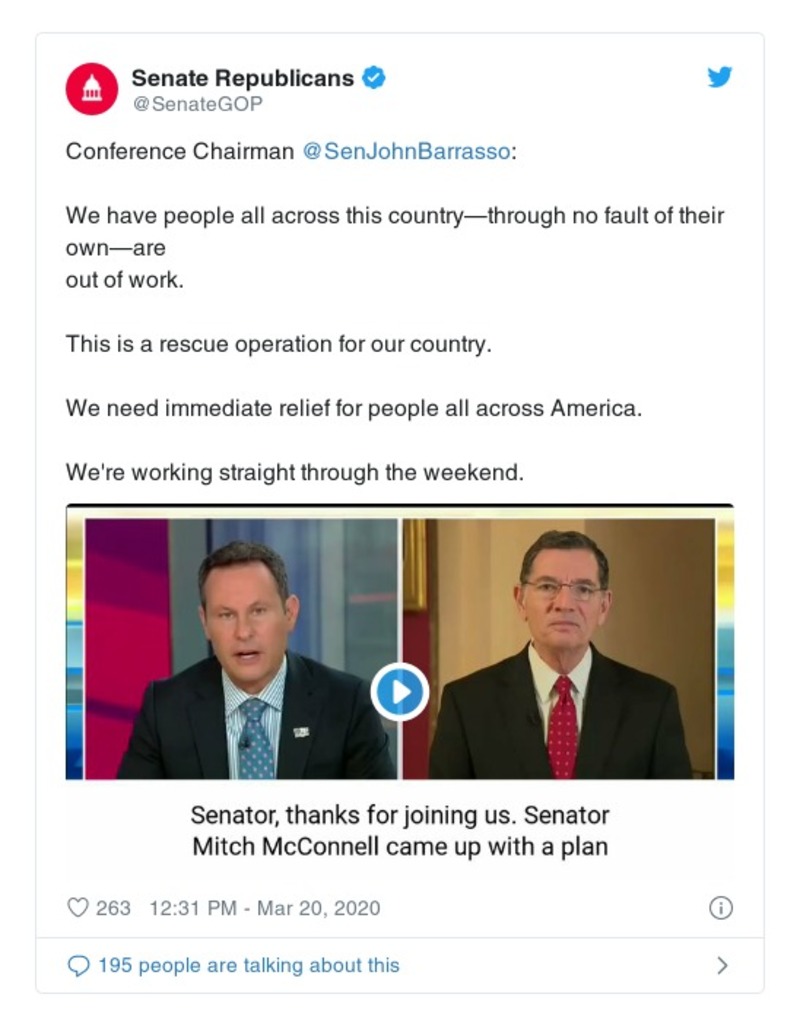 Senate Republicans
@SenateGOP
Conference Chairman @SenJohnBarrasso:
We have people all across this country—through no fault of their
own—are
out of work.
This is a rescue operation for our country.
We need immediate relief for people all across America.
We're working straight through the weekend.
Senator, thanks for joining us. Senator
Mitch McConnell came up with a plan
263 12:31 PM - Mar 20, 2020
195 people are talking about this